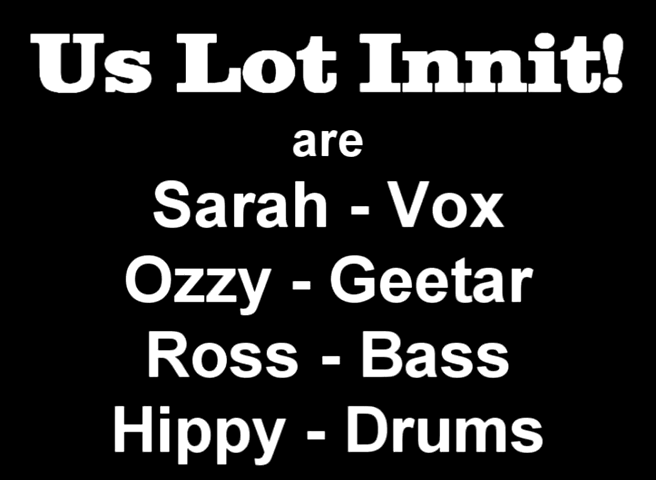 Us Lot Innit!
are
Sarah - Vox
Ozzy - Geetar
Ross - Bass
Hippy - Drums